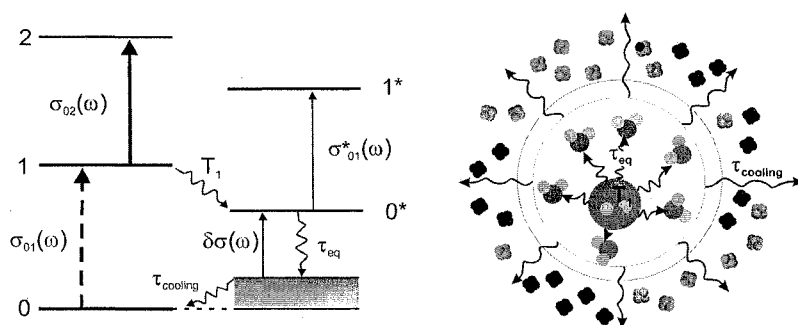 2
σ₀₂(ω)
1*
σ*₀₁(ω)
1
T₁
0*
σ₀₁(ω)
δσ(ω)
τeq
τcooling
0
τeq
τcooling